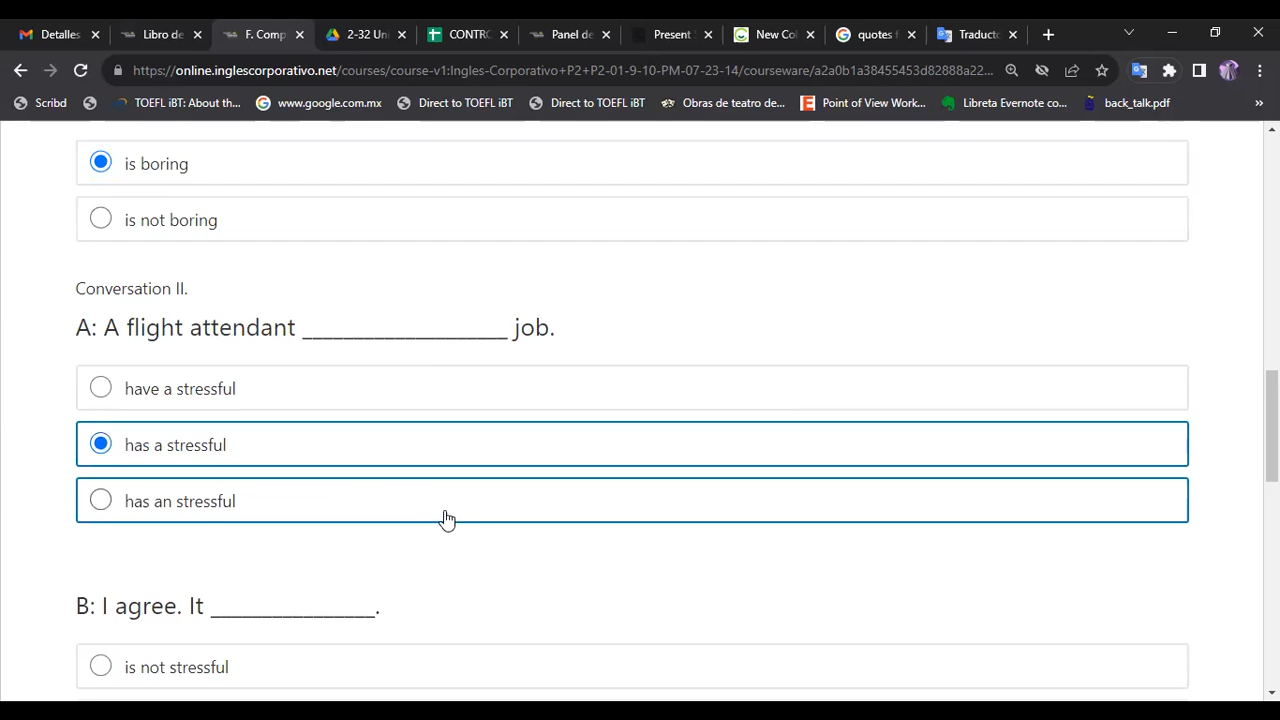 Detalles
Libro de
F. Comp
2-32 Un
CONTRC
Panel de
Present
New Col
quotes f
Traducto
https://online.inglescorporativo.net/courses/course-v1:Ingles-Corporativo+P2+P2-01-9-10-PM-07-23-14/courseware/a2a0b1a38455453d82888a22...
Scribd
TOEFL iBT: About th...
www.google.com.mx
Direct to TOEFL iBT
Direct to TOEFL iBT
Obras de teatro de...
Point of View Work...
Libreta Evernote co...
back_talk.pdf
»
is boring
is not boring
Conversation II.
A: A flight attendant __________________ job.
have a stressful
has a stressful
has an stressful
B: I agree. It ______________.
is not stressful